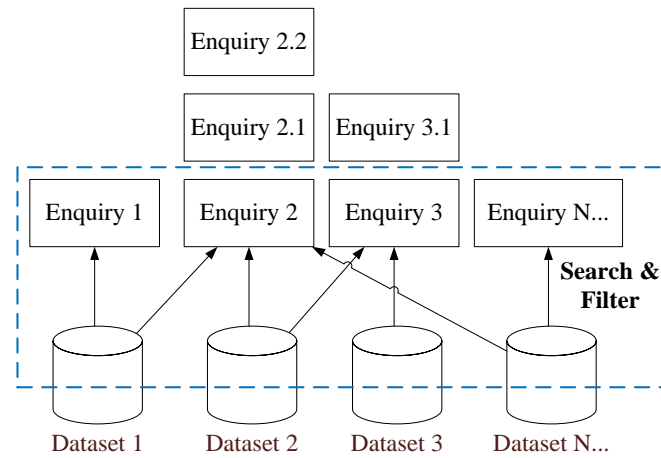 Enquiry 2.2
Enquiry 2.1
Enquiry 3.1
Enquiry 1
Enquiry 2
Enquiry 3
Enquiry N...
Search &
Filter
Dataset 1
Dataset 2
Dataset 3
Dataset N...